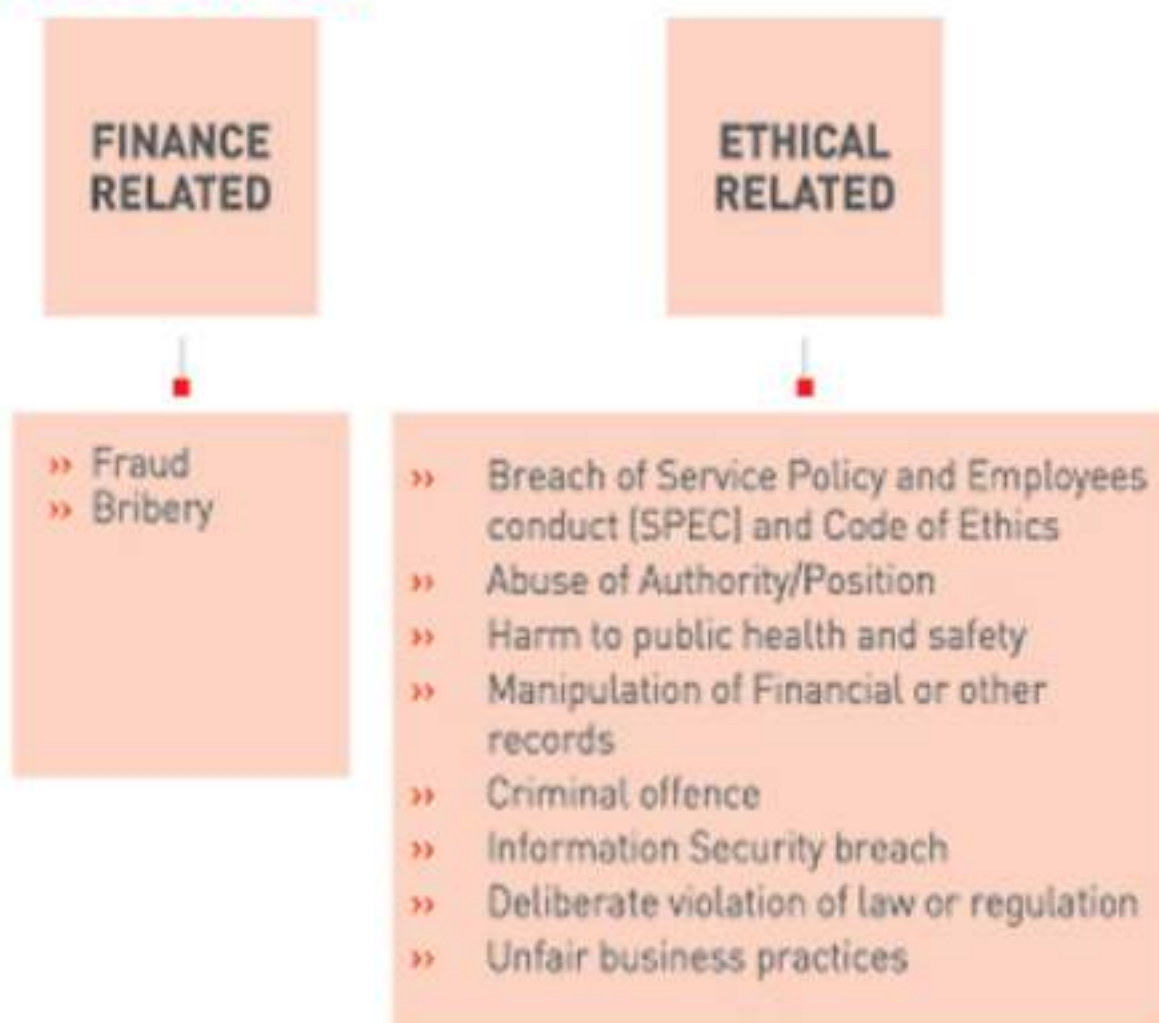 FINANCE
RELATED
ETHICAL
RELATED
» Fraud
» Bribery
» Breach of Service Policy and Employees
conduct (SPEC) and Code of Ethics
» Abuse of Authority/Position
» Harm to public health and safety
» Manipulation of Financial or other
records
» Criminal offence
» Information Security breach
» Deliberate violation of law or regulation
» Unfair business practices